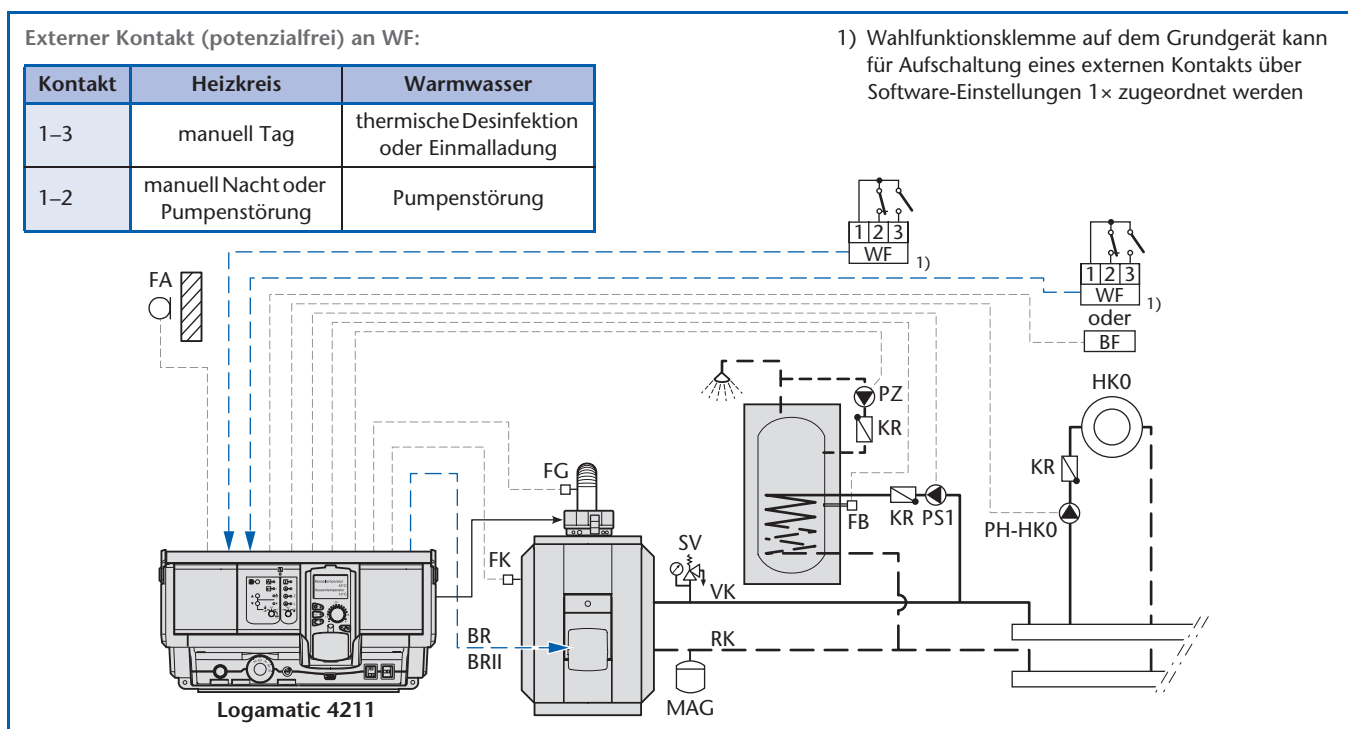 Externer Kontakt (potenzialfrei) an WF:
Kontakt Heizkreis Warmwasser
1–3 manuell Tag thermische Desinfektion
oder Einmalladung
1–2 manuell Nacht oder
Pumpenstörung Pumpenstörung
1) Wahlfunktionsklemme auf dem Grundgerät kann
für Aufschaltung eines externen Kontakts über
Software-Einstellungen 1× zugeordnet werden
1 2 3
WF 1)
1 2 3
WF 1)
oder
BF
FA
HK0
PZ
KR
KR
FG
FB KR PS1
PH-HK0
FK
SV
VK
BR
BRII
RK
MAG
Logamatic 4211